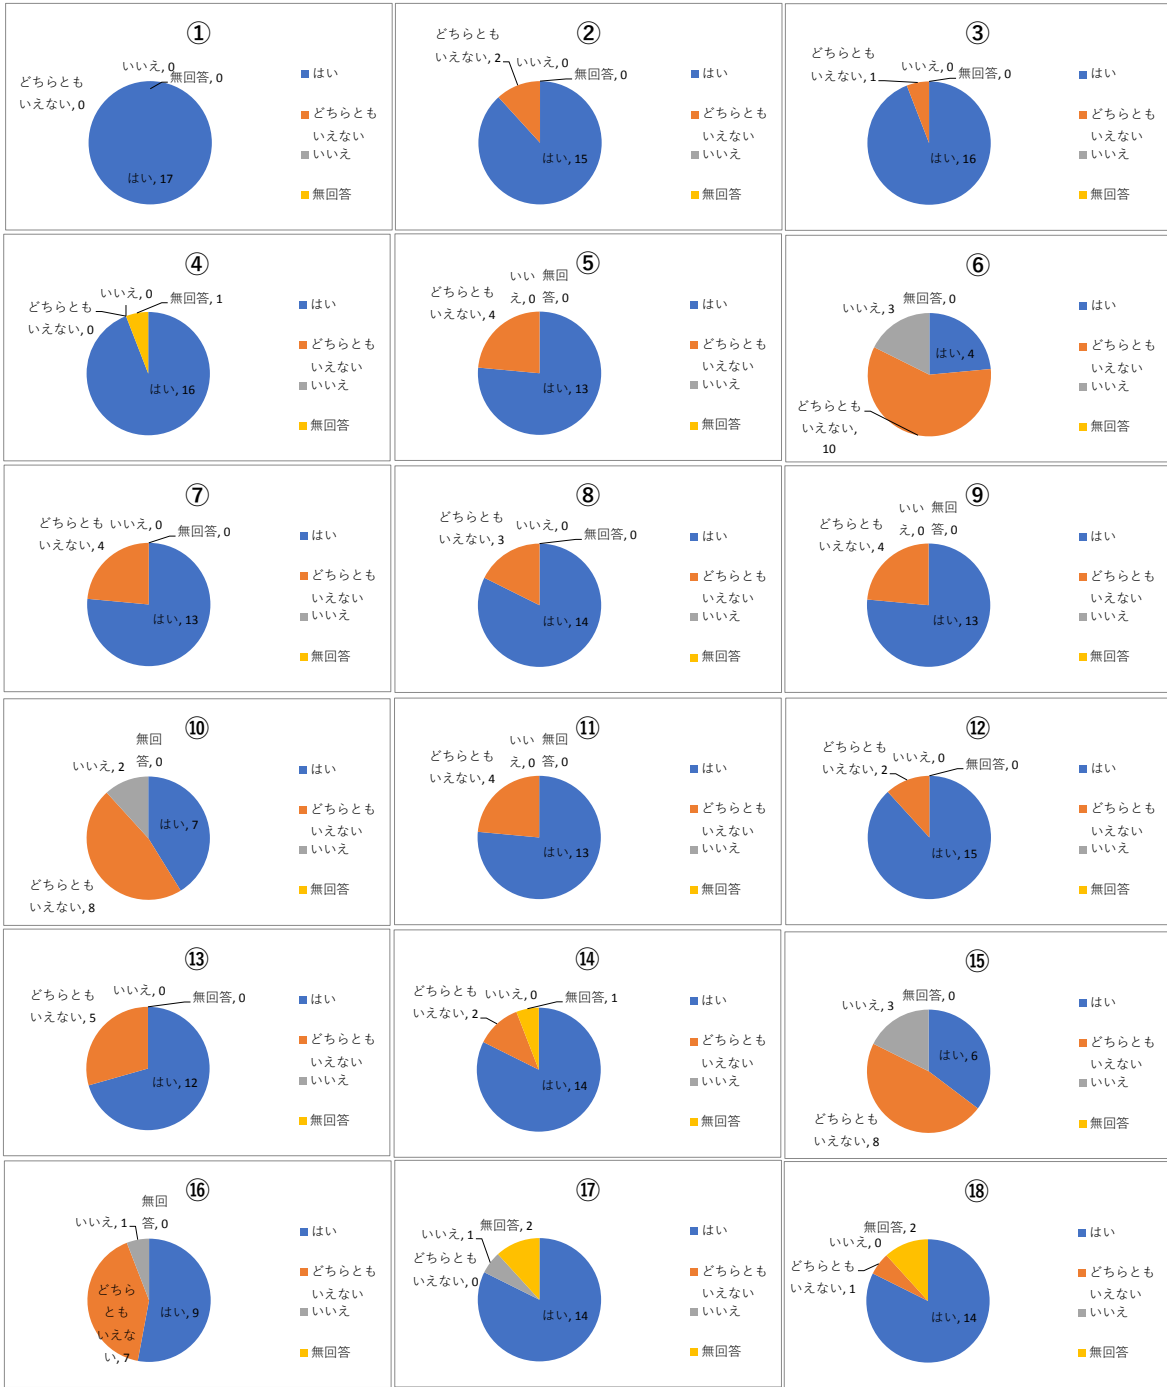 ①
いいえ, 0
無回答, 0
どちらとも
いえない, 0
はい, 17
はい
どちらとも
いえない
いいえ
無回答
②
どちらとも
いえない, 2
いいえ, 0
無回答, 0
はい, 15
はい
どちらとも
いえない
いいえ
無回答
③
どちらとも
いえない, 1
いいえ, 0
無回答, 0
はい, 16
はい
どちらとも
いえない
いいえ
無回答
④
いいえ, 0
無回答, 1
どちらとも
いえない, 0
はい, 16
はい
どちらとも
いえない
いいえ
無回答
⑤
いい
え, 0
無回
答, 0
どちらとも
いえない, 4
はい, 13
はい
どちらとも
いえない
いいえ
無回答
⑥
無回答, 0
いいえ, 3
はい, 4
どちらとも
いえない,
10
はい
どちらとも
いえない
いいえ
無回答
⑦
どちらとも
いえない, 4
いいえ, 0
無回答, 0
はい, 13
はい
どちらとも
いえない
いいえ
無回答
⑧
どちらとも
いえない, 3
いいえ, 0
無回答, 0
はい, 14
はい
どちらとも
いえない
いいえ
無回答
⑨
いい
え, 0
無回
答, 0
どちらとも
いえない, 4
はい, 13
はい
どちらとも
いえない
いいえ
無回答
⑩
無回
答, 0
いいえ, 2
はい, 7
どちらとも
いえない, 8
はい
どちらとも
いえない
いいえ
無回答
⑪
いい
え, 0
無回
答, 0
どちらとも
いえない, 4
はい, 13
はい
どちらとも
いえない
いいえ
無回答
⑫
どちらとも
いえない, 2
いいえ, 0
無回答, 0
はい, 15
はい
どちらとも
いえない
いいえ
無回答
⑬
どちらとも
いえない, 5
いいえ, 0
無回答, 0
はい, 12
はい
どちらとも
いえない
いいえ
無回答
⑭
どちらとも
いえない, 2
いいえ, 0
無回答, 1
はい, 14
はい
どちらとも
いえない
いいえ
無回答
⑮
無回答, 0
いいえ, 3
はい, 6
どちらとも
いえない, 8
はい
どちらとも
いえない
いいえ
無回答
⑯
無回
答, 0
いいえ, 1
どちら
とも
いえな
い, 7
はい, 9
はい
どちらとも
いえない
いいえ
無回答
⑰
無回答, 2
いいえ, 1
どちらとも
いえない, 0
はい, 14
はい
どちらとも
いえない
いいえ
無回答
⑱
無回答, 2
いいえ, 0
どちらとも
いえない, 1
はい, 14
はい
どちらとも
いえない
いいえ
無回答